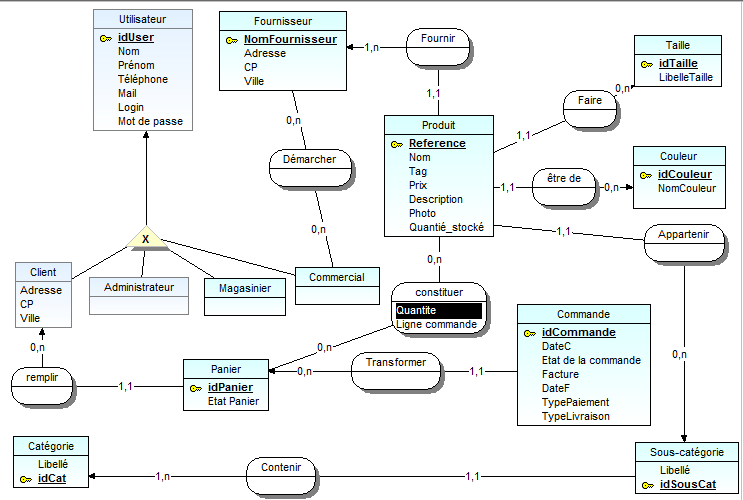 Utilisateur
idUser
Nom
Prénom
Téléphone
Mail
Login
Mot de passe
Fournisseur
NomFournisseur
Adresse
CP
Ville
1,n
Fournir
1,1
Taille
idTaille
LibelleTaille
0,n
Faire
1,1
0,n
Démarcher
0,n
Produit
Reference
Nom
Tag
Prix
Description
Photo
Quantié_stocké
1,1
être de
0,n
Couleur
idCouleur
NomCouleur
1,1
Appartenir
0,n
X
Client
Adresse
CP
Ville
Administrateur
Magasinier
Commercial
0,n
constituer
Quantite
Ligne commande
0,n
0,n
remplir
1,1
Panier
idPanier
Etat Panier
0,n
Transformer
1,1
Commande
idCommande
DateC
Etat de la commande
Facture
DateF
TypePaiement
TypeLivraison
Catégorie
Libellé
idCat
1,n
Contenir
1,1
Sous-catégorie
Libellé
idSousCat